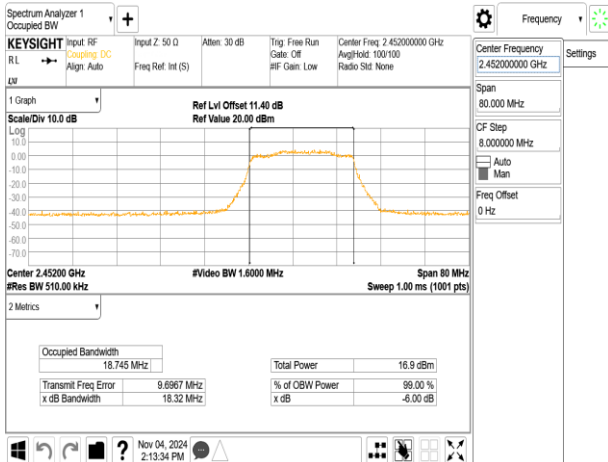 Spectrum Analyzer 1
Occupied BW
Frequency
KEYSIGHT
RL
Input: RF
Coupling: DC
Align: Auto
Input Z: 50 Ω
Freq Ref: Int (S)
Atten: 30 dB
Trig: Free Run
Gate: Off
#IF Gain: Low
Center Freq: 2.452000000 GHz
Avg|Hold: 100/100
Radio Std: None
Center Frequency
2.452000000 GHz
Settings
Span
80.000 MHz
CF Step
8.000000 MHz
Auto
Man
Freq Offset
0 Hz
1 Graph
Scale/Div 10.0 dB
Ref Lvl Offset 11.40 dB
Ref Value 20.00 dBm
Log
10.0
0.00
-10.0
-20.0
-30.0
-40.0
-50.0
-60.0
-70.0
Center 2.45200 GHz
#Res BW 510.00 kHz
#Video BW 1.6000 MHz
Span 80 MHz
Sweep 1.00 ms (1001 pts)
2 Metrics
Occupied Bandwidth
18.745 MHz
Total Power 16.9 dBm
Transmit Freq Error 9.6967 MHz
% of OBW Power 99.00 %
x dB Bandwidth 18.32 MHz
x dB -6.00 dB
Nov 04, 2024
2:13:34 PM